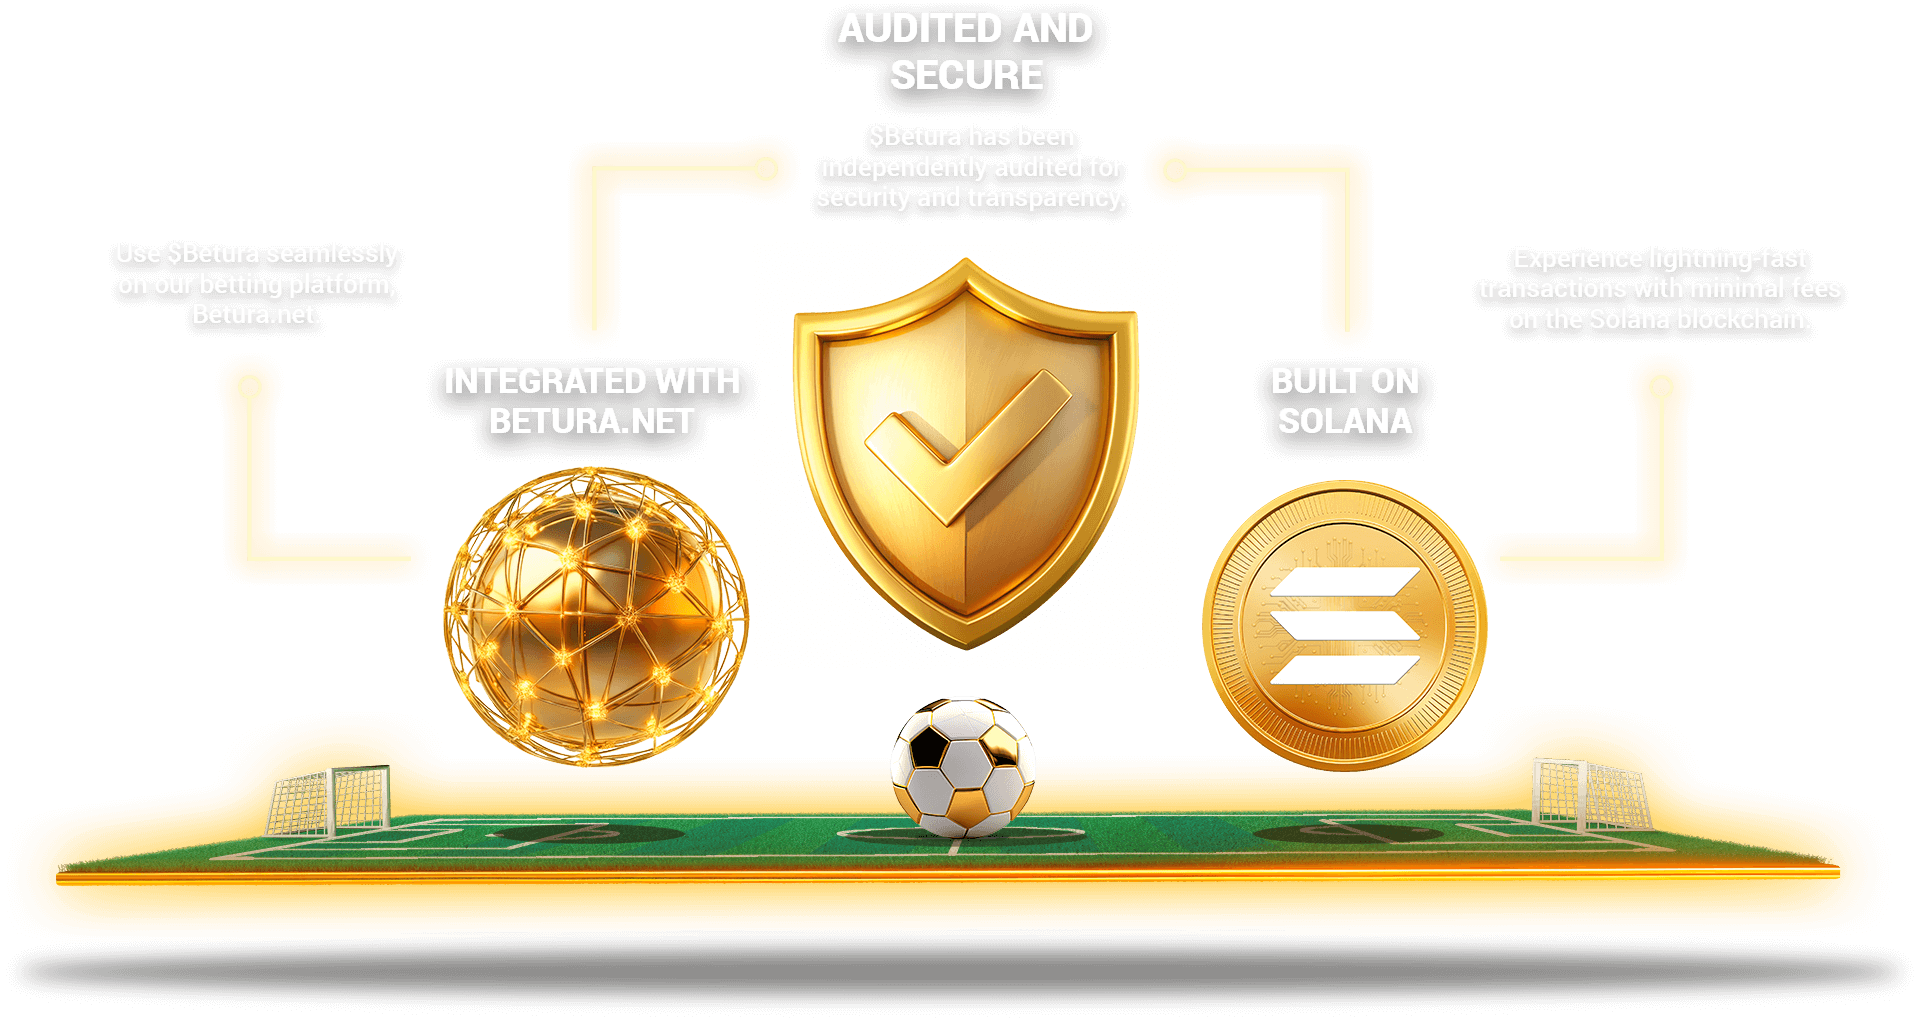 AUDITED AND
SECURE
$Betura has been
independently audited for
security and transparency.
Use $Betura seamlessly
on our betting platform,
Betura.net.
INTEGRATED WITH
BETURA.NET
BUILT ON
SOLANA
Experience lightning-fast
transactions with minimal fees
on the Solana blockchain.